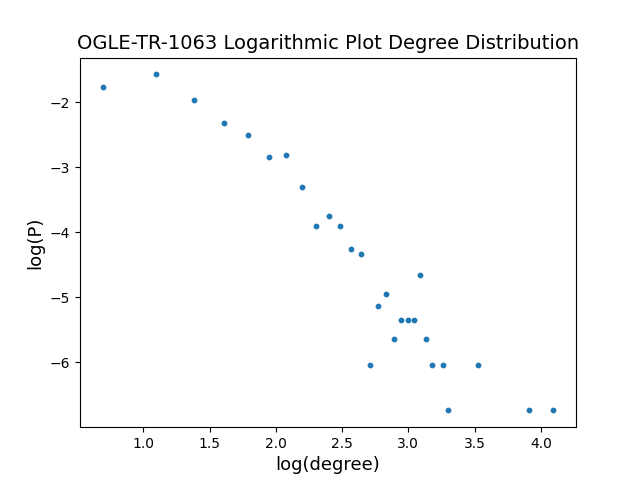 OGLE-TR-1063 Logarithmic Plot Degree Distribution
log(P)
−2
−3
−4
−5
−6
1.0 1.5 2.0 2.5 3.0 3.5 4.0
log(degree)